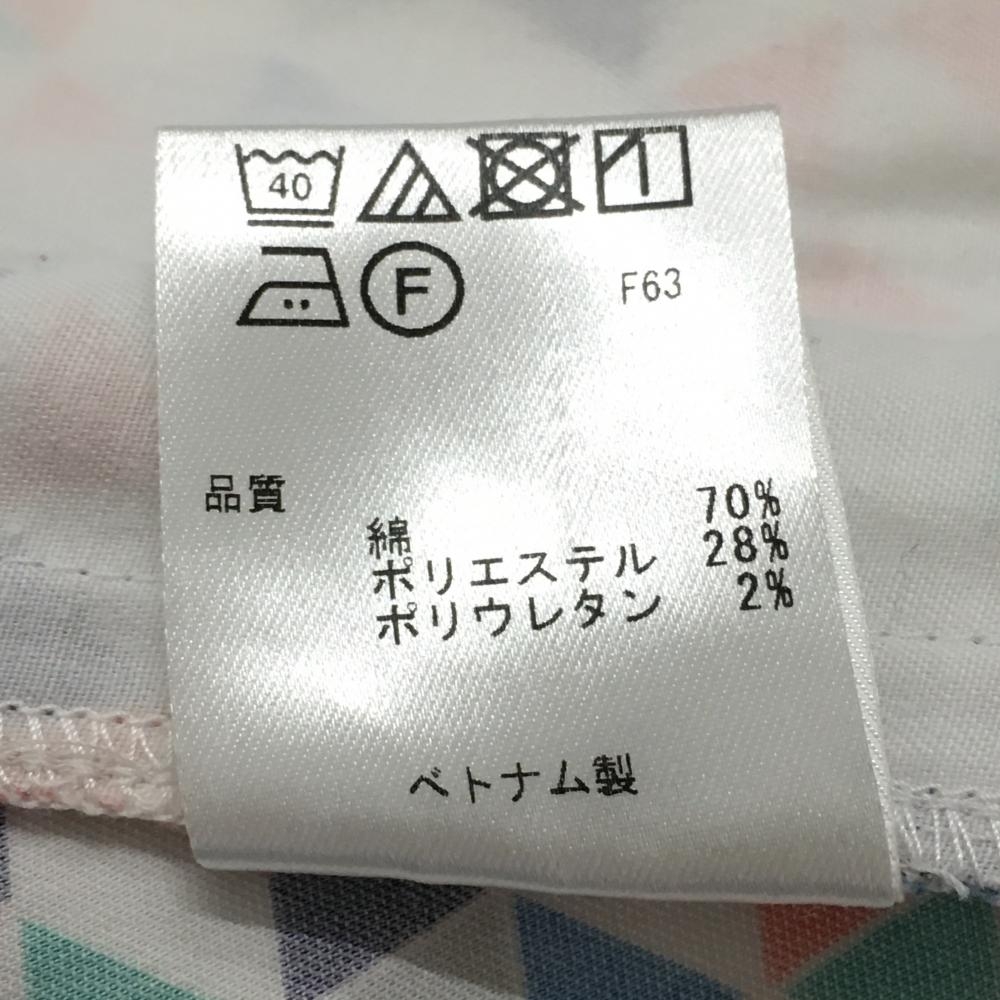 40
F F63
品質
綿 70%
ポリエステル 28%
ポリウレタン 2%
ベトナム製